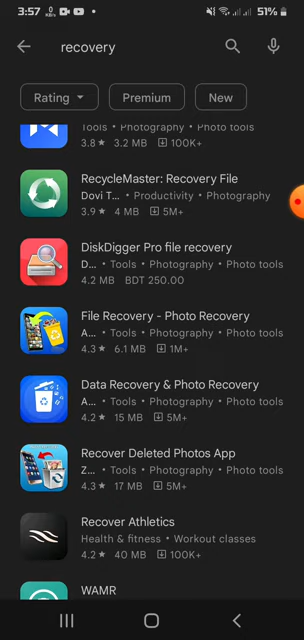 3:57 0 KB/s 51%
recovery
Rating Premium New
Tools • Photography • Photo tools
3.8★ 3.2 MB 100K+
RecycleMaster: Recovery File
Dovi T... • Productivity • Photography
3.9★ 4 MB 5M+
DiskDigger Pro file recovery
D... • Tools • Photography • Photo tools
4.2 MB BDT 250.00
File Recovery - Photo Recovery
A... • Tools • Photography • Photo tools
4.3★ 6.1 MB 1M+
Data Recovery & Photo Recovery
A... • Tools • Photography • Photo tools
4.2★ 15 MB 5M+
Recover Deleted Photos App
Z... • Tools • Photography • Photo tools
4.3★ 17 MB 5M+
Recover Athletics
Health & fitness • Workout classes
4.2★ 40 MB 100K+
WAMR